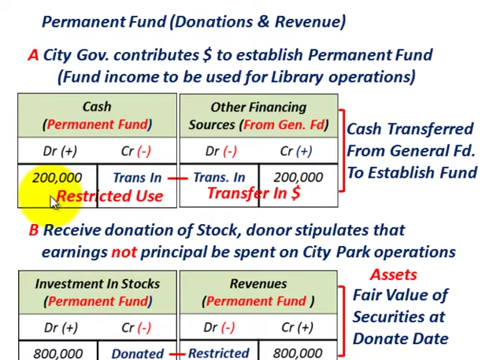 Permanent Fund (Donations & Revenue)
A City Gov. contributes $ to establish Permanent Fund
(Fund income to be used for Library operations)
Cash
(Permanent Fund)
Dr (+) Cr (-)
200,000 Trans In
Restricted Use
Other Financing
Sources (From Gen. Fd)
Dr (-) Cr (+)
Trans. In 200,000
Transfer In $
Cash Transferred
From General Fd.
To Establish Fund
B Receive donation of Stock, donor stipulates that
earnings not principal be spent on City Park operations
Investment In Stocks
(Permanent Fund)
Dr (+) Cr (-)
800,000 Donated
Revenues
(Permanent Fund )
Dr (-) Cr (+)
Restricted 800,000
Assets
Fair Value of
Securities at
Donate Date